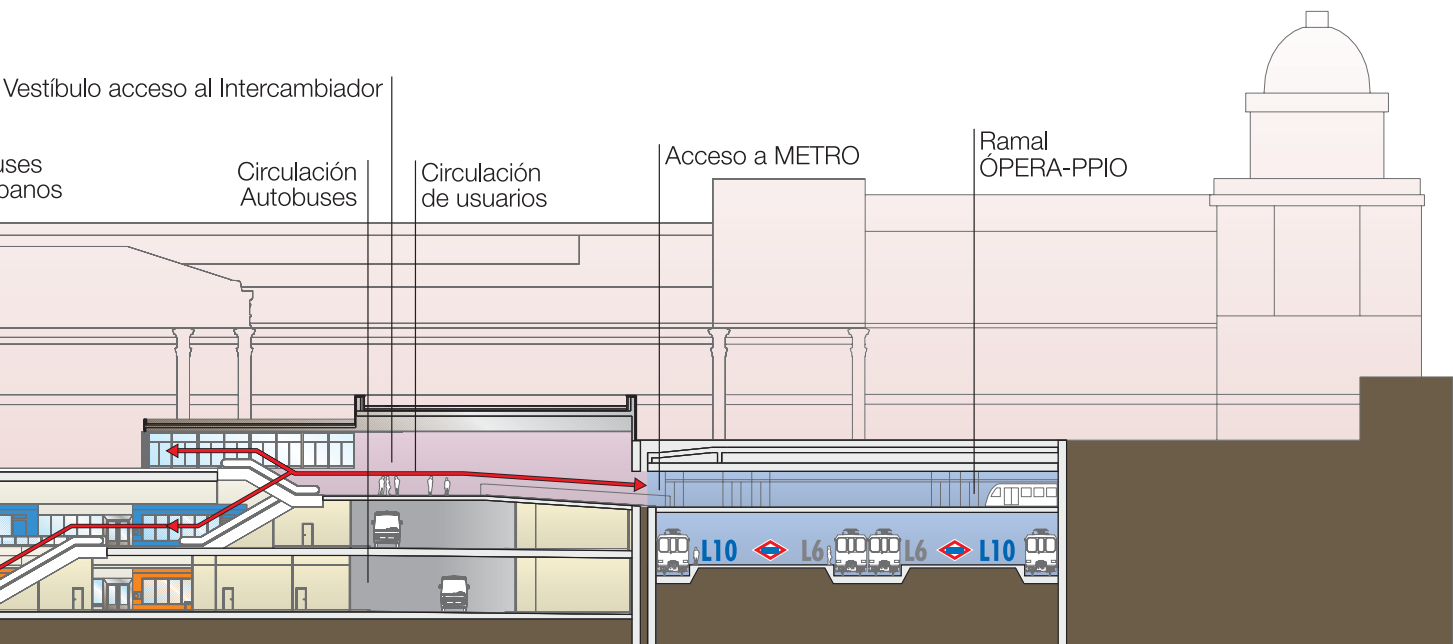 Vestíbulo acceso al Intercambiador
uses
panos
Circulación
Autobuses
Circulación
de usuarios
Acceso a METRO
Ramal
ÓPERA-PPIO
L10 L6 L6 L10